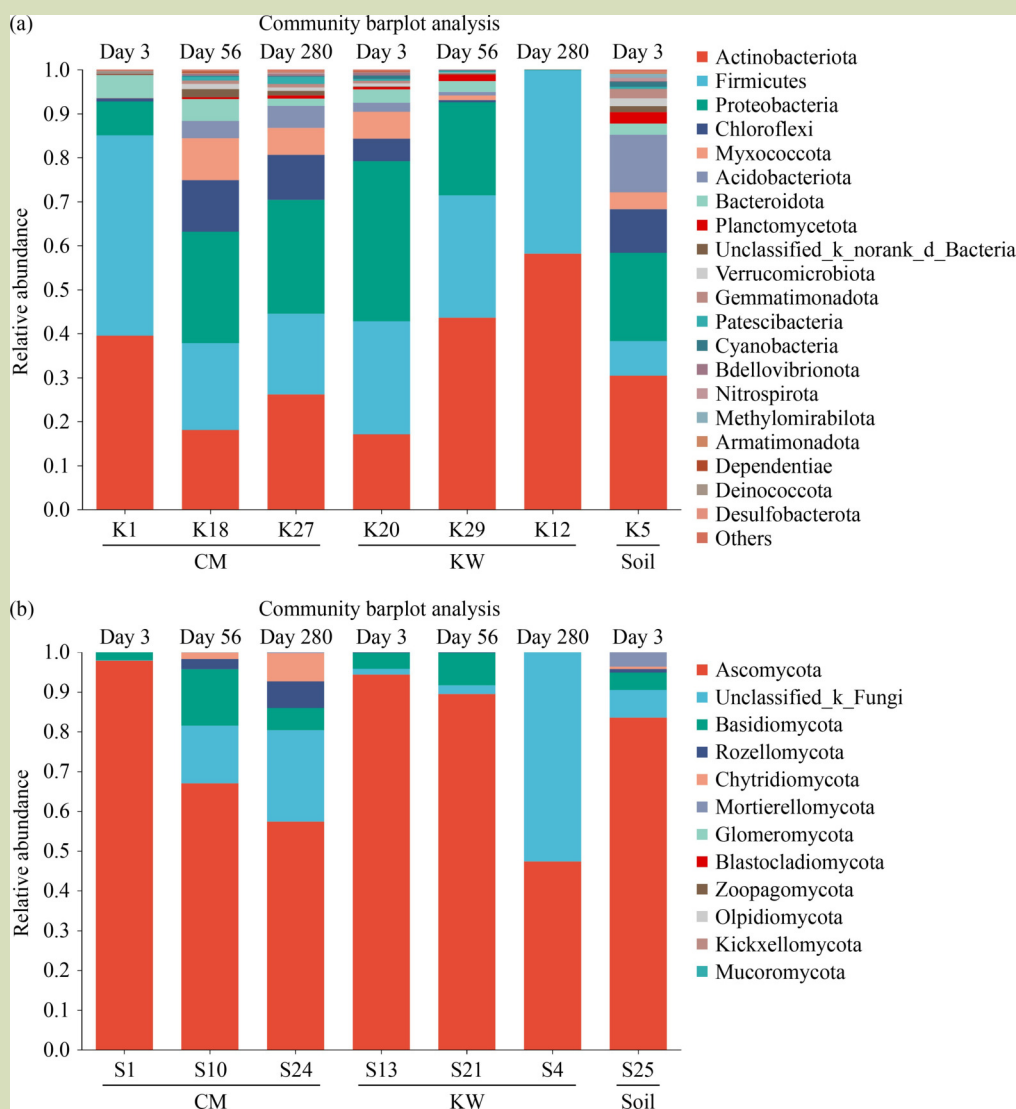 (a)
Community barplot analysis
Day 3 Day 56 Day 280 Day 3 Day 56 Day 280 Day 3
Relative abundance
1.0
0.9
0.8
0.7
0.6
0.5
0.4
0.3
0.2
0.1
0.0
K1 K18 K27 K20 K29 K12 K5
CM KW Soil
Actinobacteriota
Firmicutes
Proteobacteria
Chloroflexi
Myxococcota
Acidobacteriota
Bacteroidota
Planctomycetota
Unclassified_k_norank_d_Bacteria
Verrucomicrobiota
Gemmatimonadota
Patescibacteria
Cyanobacteria
Bdellovibrionota
Nitrospirota
Methylomirabilota
Armatimonadota
Dependentiae
Deinococcota
Desulfobacterota
Others
(b)
Community barplot analysis
Day 3 Day 56 Day 280 Day 3 Day 56 Day 280 Day 3
Relative abundance
1.0
0.9
0.8
0.7
0.6
0.5
0.4
0.3
0.2
0.1
0.0
S1 S10 S24 S13 S21 S4 S25
CM KW Soil
Ascomycota
Unclassified_k_Fungi
Basidiomycota
Rozellomycota
Chytridiomycota
Mortierellomycota
Glomeromycota
Blastocladiomycota
Zoopagomycota
Olpidiomycota
Kickxellomycota
Mucoromycota